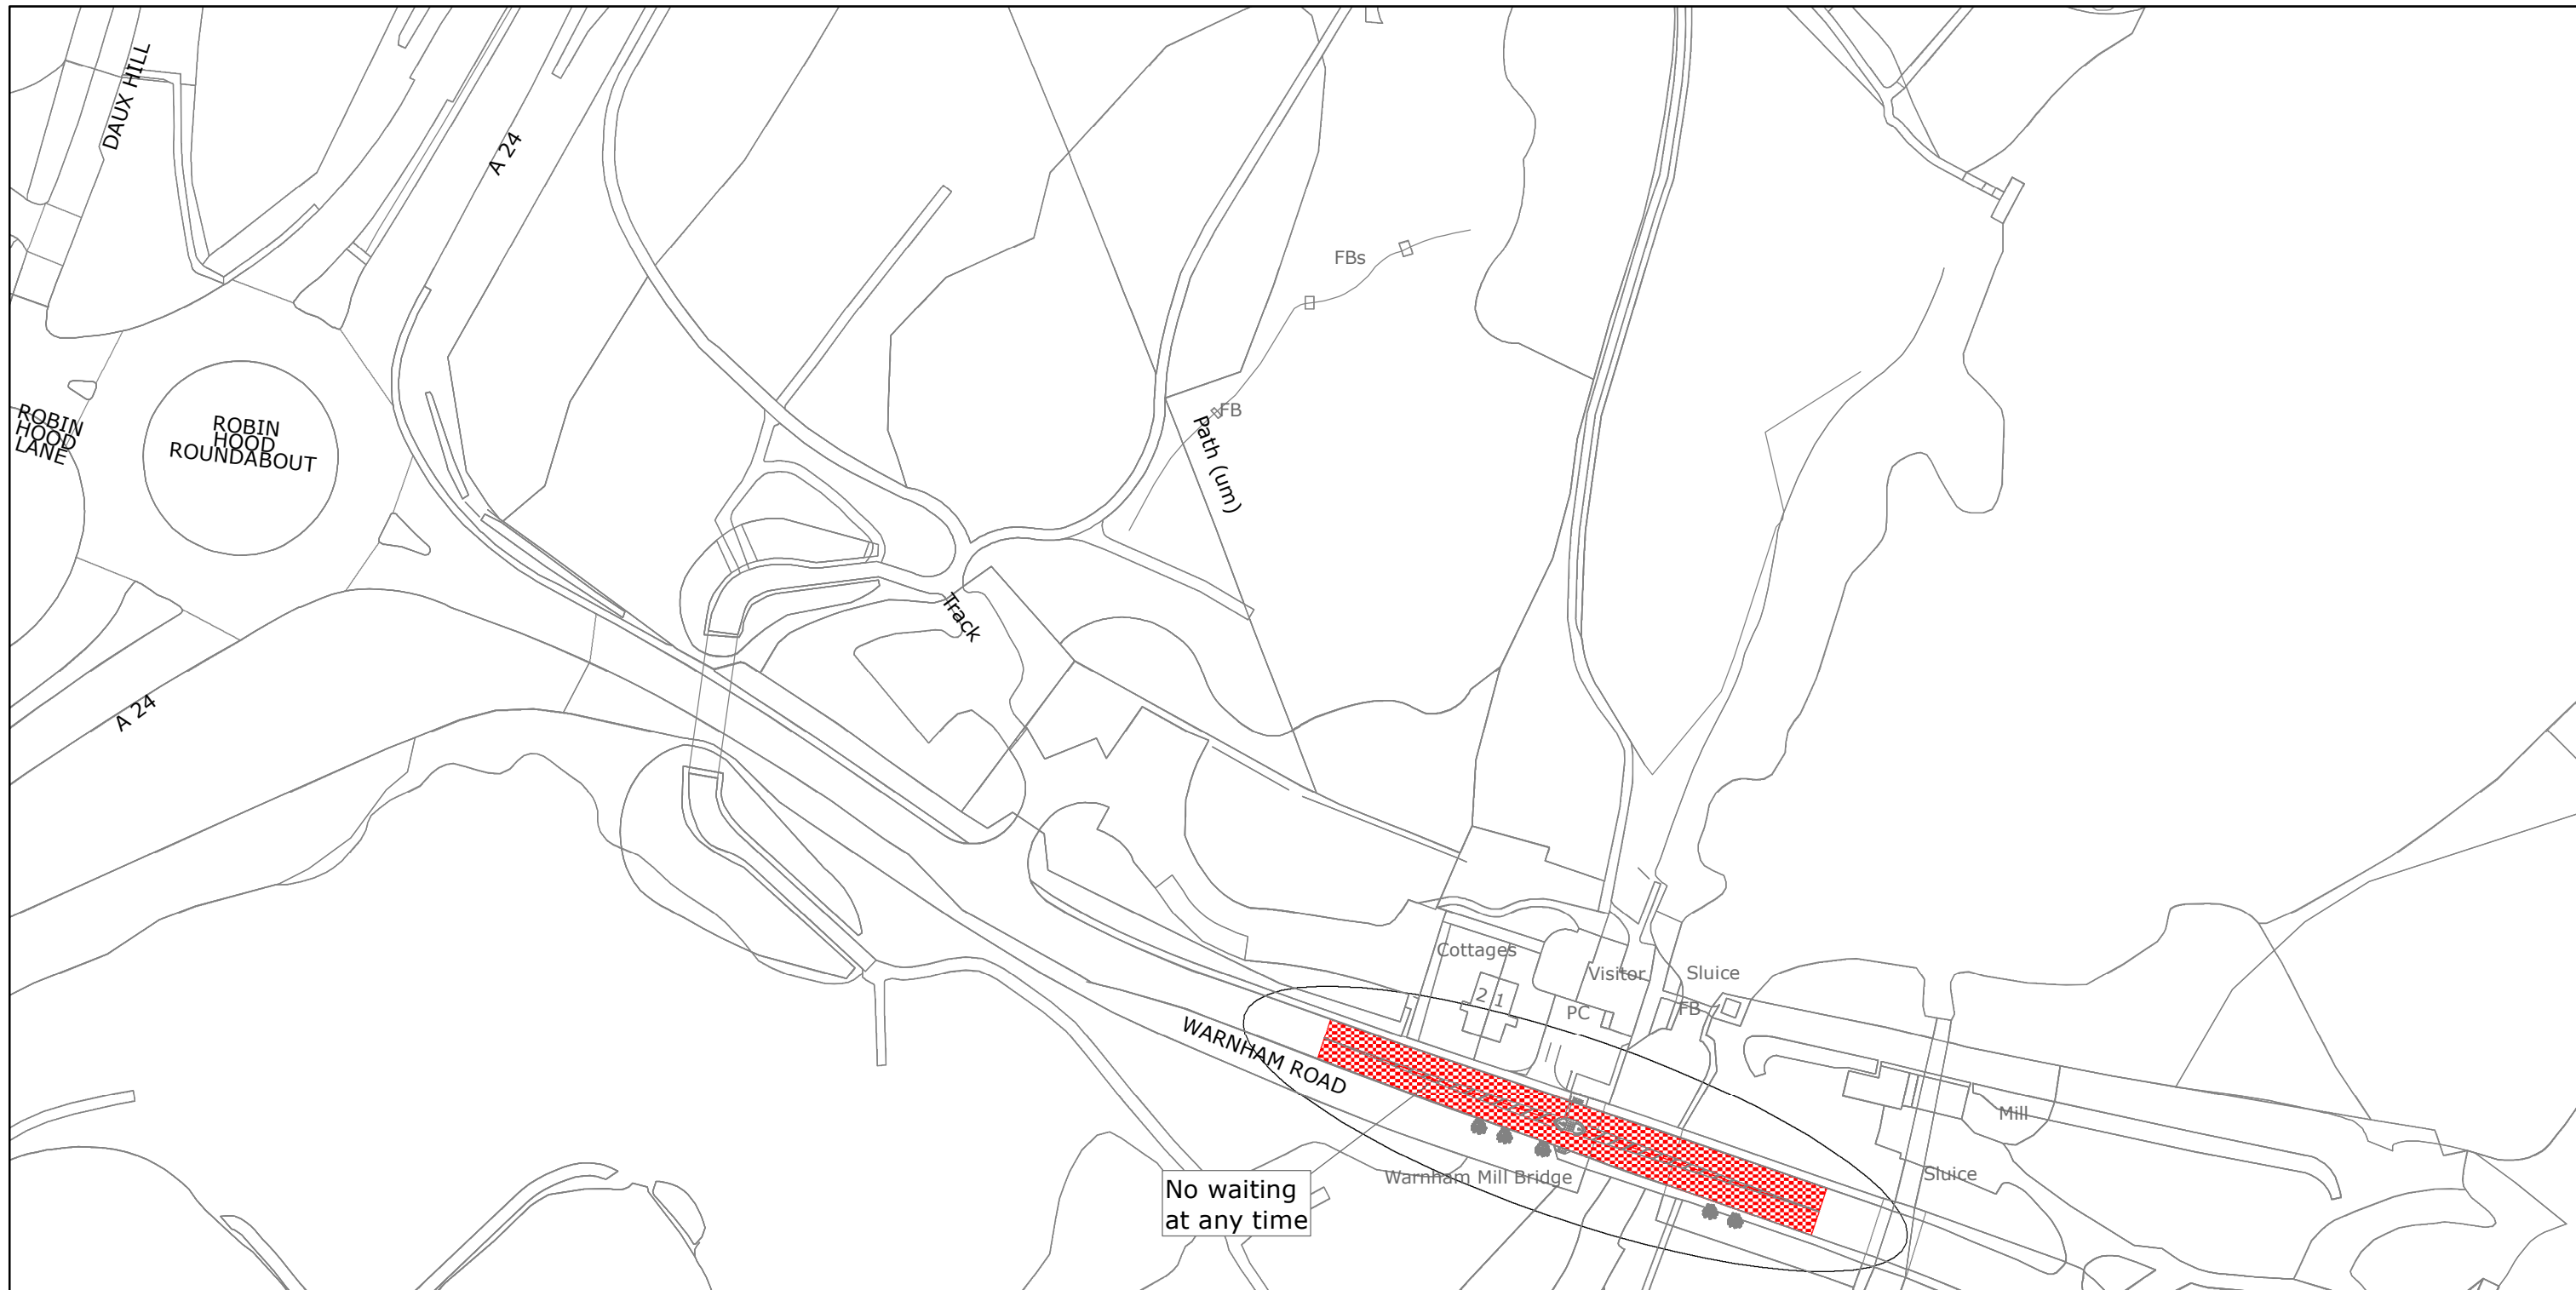 DAUX HILL
A 24
FBs
ROBIN
HOOD
LANE
ROBIN
HOOD
ROUNDABOUT
FB
Path (um)
Track
A 24
Cottages
Visitor
Sluice
2
1
PC
FB
WARNHAM ROAD
Mill
Warnham Mill Bridge
Sluice
No waiting
at any time